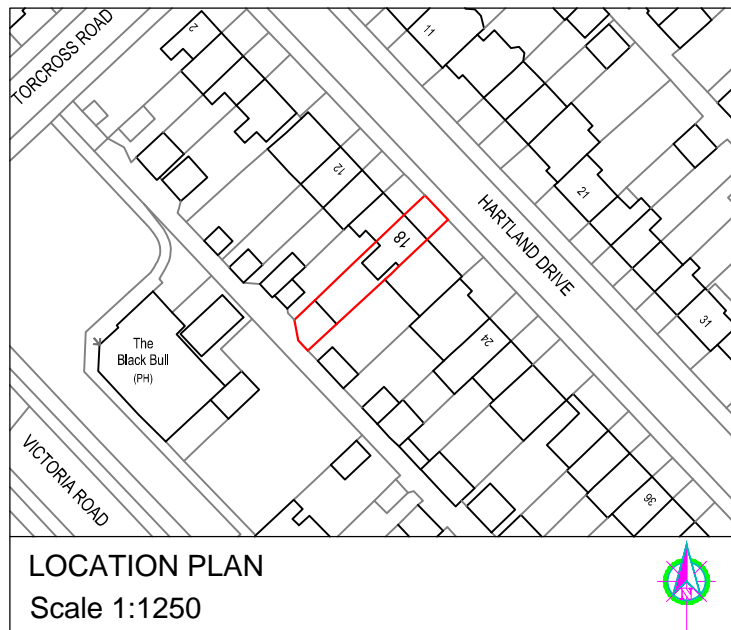 TORCROSS ROAD
2
11
12
HARTLAND DRIVE
21
18
31
24
The
Black Bull
(PH)
VICTORIA ROAD
36
LOCATION PLAN
Scale 1:1250
N